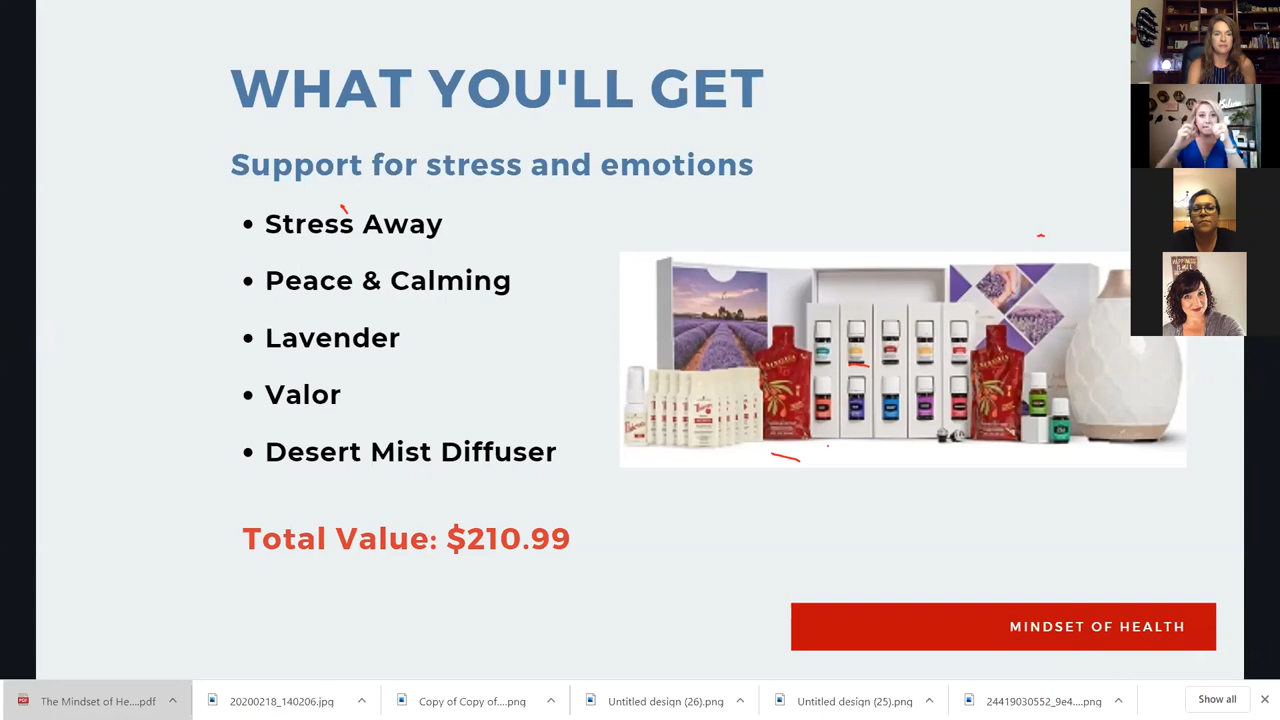 WHAT YOU'LL GET
Support for stress and emotions
• Stress Away
• Peace & Calming
• Lavender
• Valor
• Desert Mist Diffuser
Total Value: $210.99
MINDSET OF HEALTH
The Mindset of He....pdf
20200218_140206.jpg
Copy of Copy of....png
Untitled design (26).png
Untitled design (25).png
24419030552_9e4....png
Show all